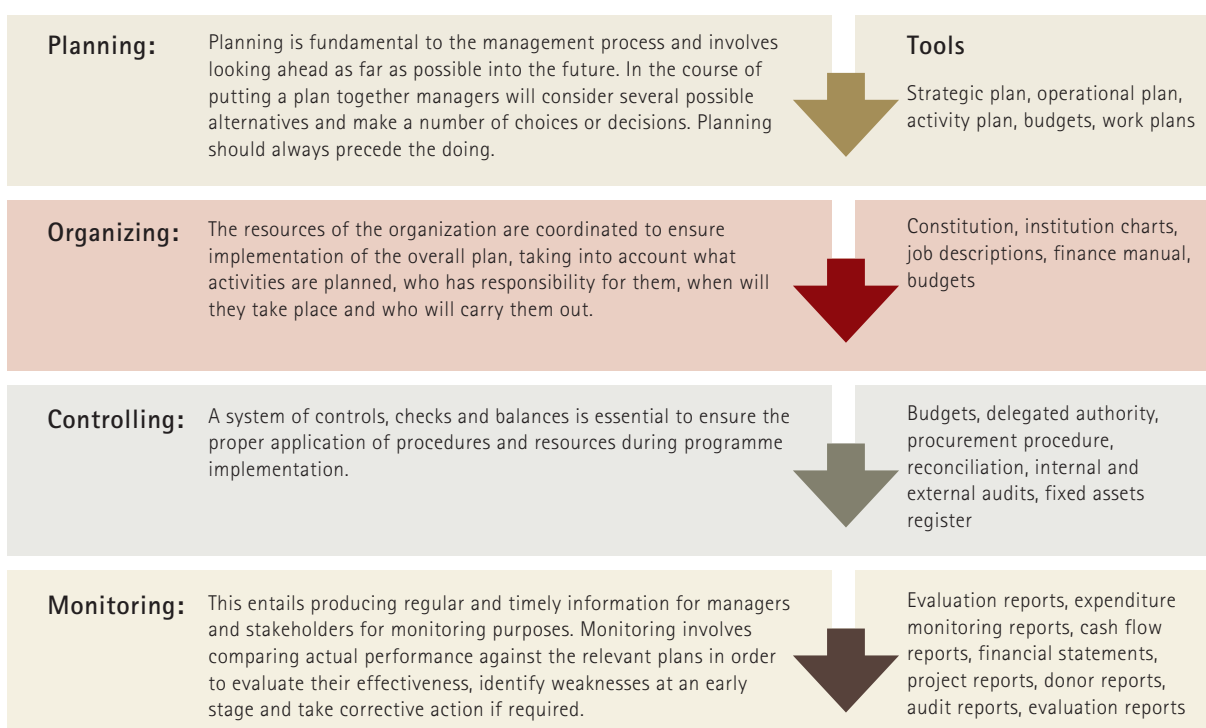 Planning:
Planning is fundamental to the management process and involves
looking ahead as far as possible into the future. In the course of
putting a plan together managers will consider several possible
alternatives and make a number of choices or decisions. Planning
should always precede the doing.
Tools
Strategic plan, operational plan,
activity plan, budgets, work plans
Organizing:
The resources of the organization are coordinated to ensure
implementation of the overall plan, taking into account what
activities are planned, who has responsibility for them, when will
they take place and who will carry them out.
Constitution, institution charts,
job descriptions, finance manual,
budgets
Controlling:
A system of controls, checks and balances is essential to ensure the
proper application of procedures and resources during programme
implementation.
Budgets, delegated authority,
procurement procedure,
reconciliation, internal and
external audits, fixed assets
register
Monitoring:
This entails producing regular and timely information for managers
and stakeholders for monitoring purposes. Monitoring involves
comparing actual performance against the relevant plans in order
to evaluate their effectiveness, identify weaknesses at an early
stage and take corrective action if required.
Evaluation reports, expenditure
monitoring reports, cash flow
reports, financial statements,
project reports, donor reports,
audit reports, evaluation reports